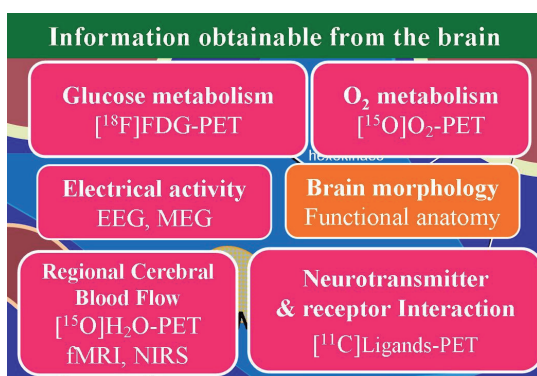 Information obtainable from the brain
Glucose metabolism
[¹⁸F]FDG-PET
O₂ metabolism
[¹⁵O]O₂-PET
hexokinase
Electrical activity
EEG, MEG
Brain morphology
Functional anatomy
Regional Cerebral
Blood Flow
[¹⁵O]H₂O-PET
fMRI, NIRS
Neurotransmitter
& receptor Interaction
[¹¹C]Ligands-PET